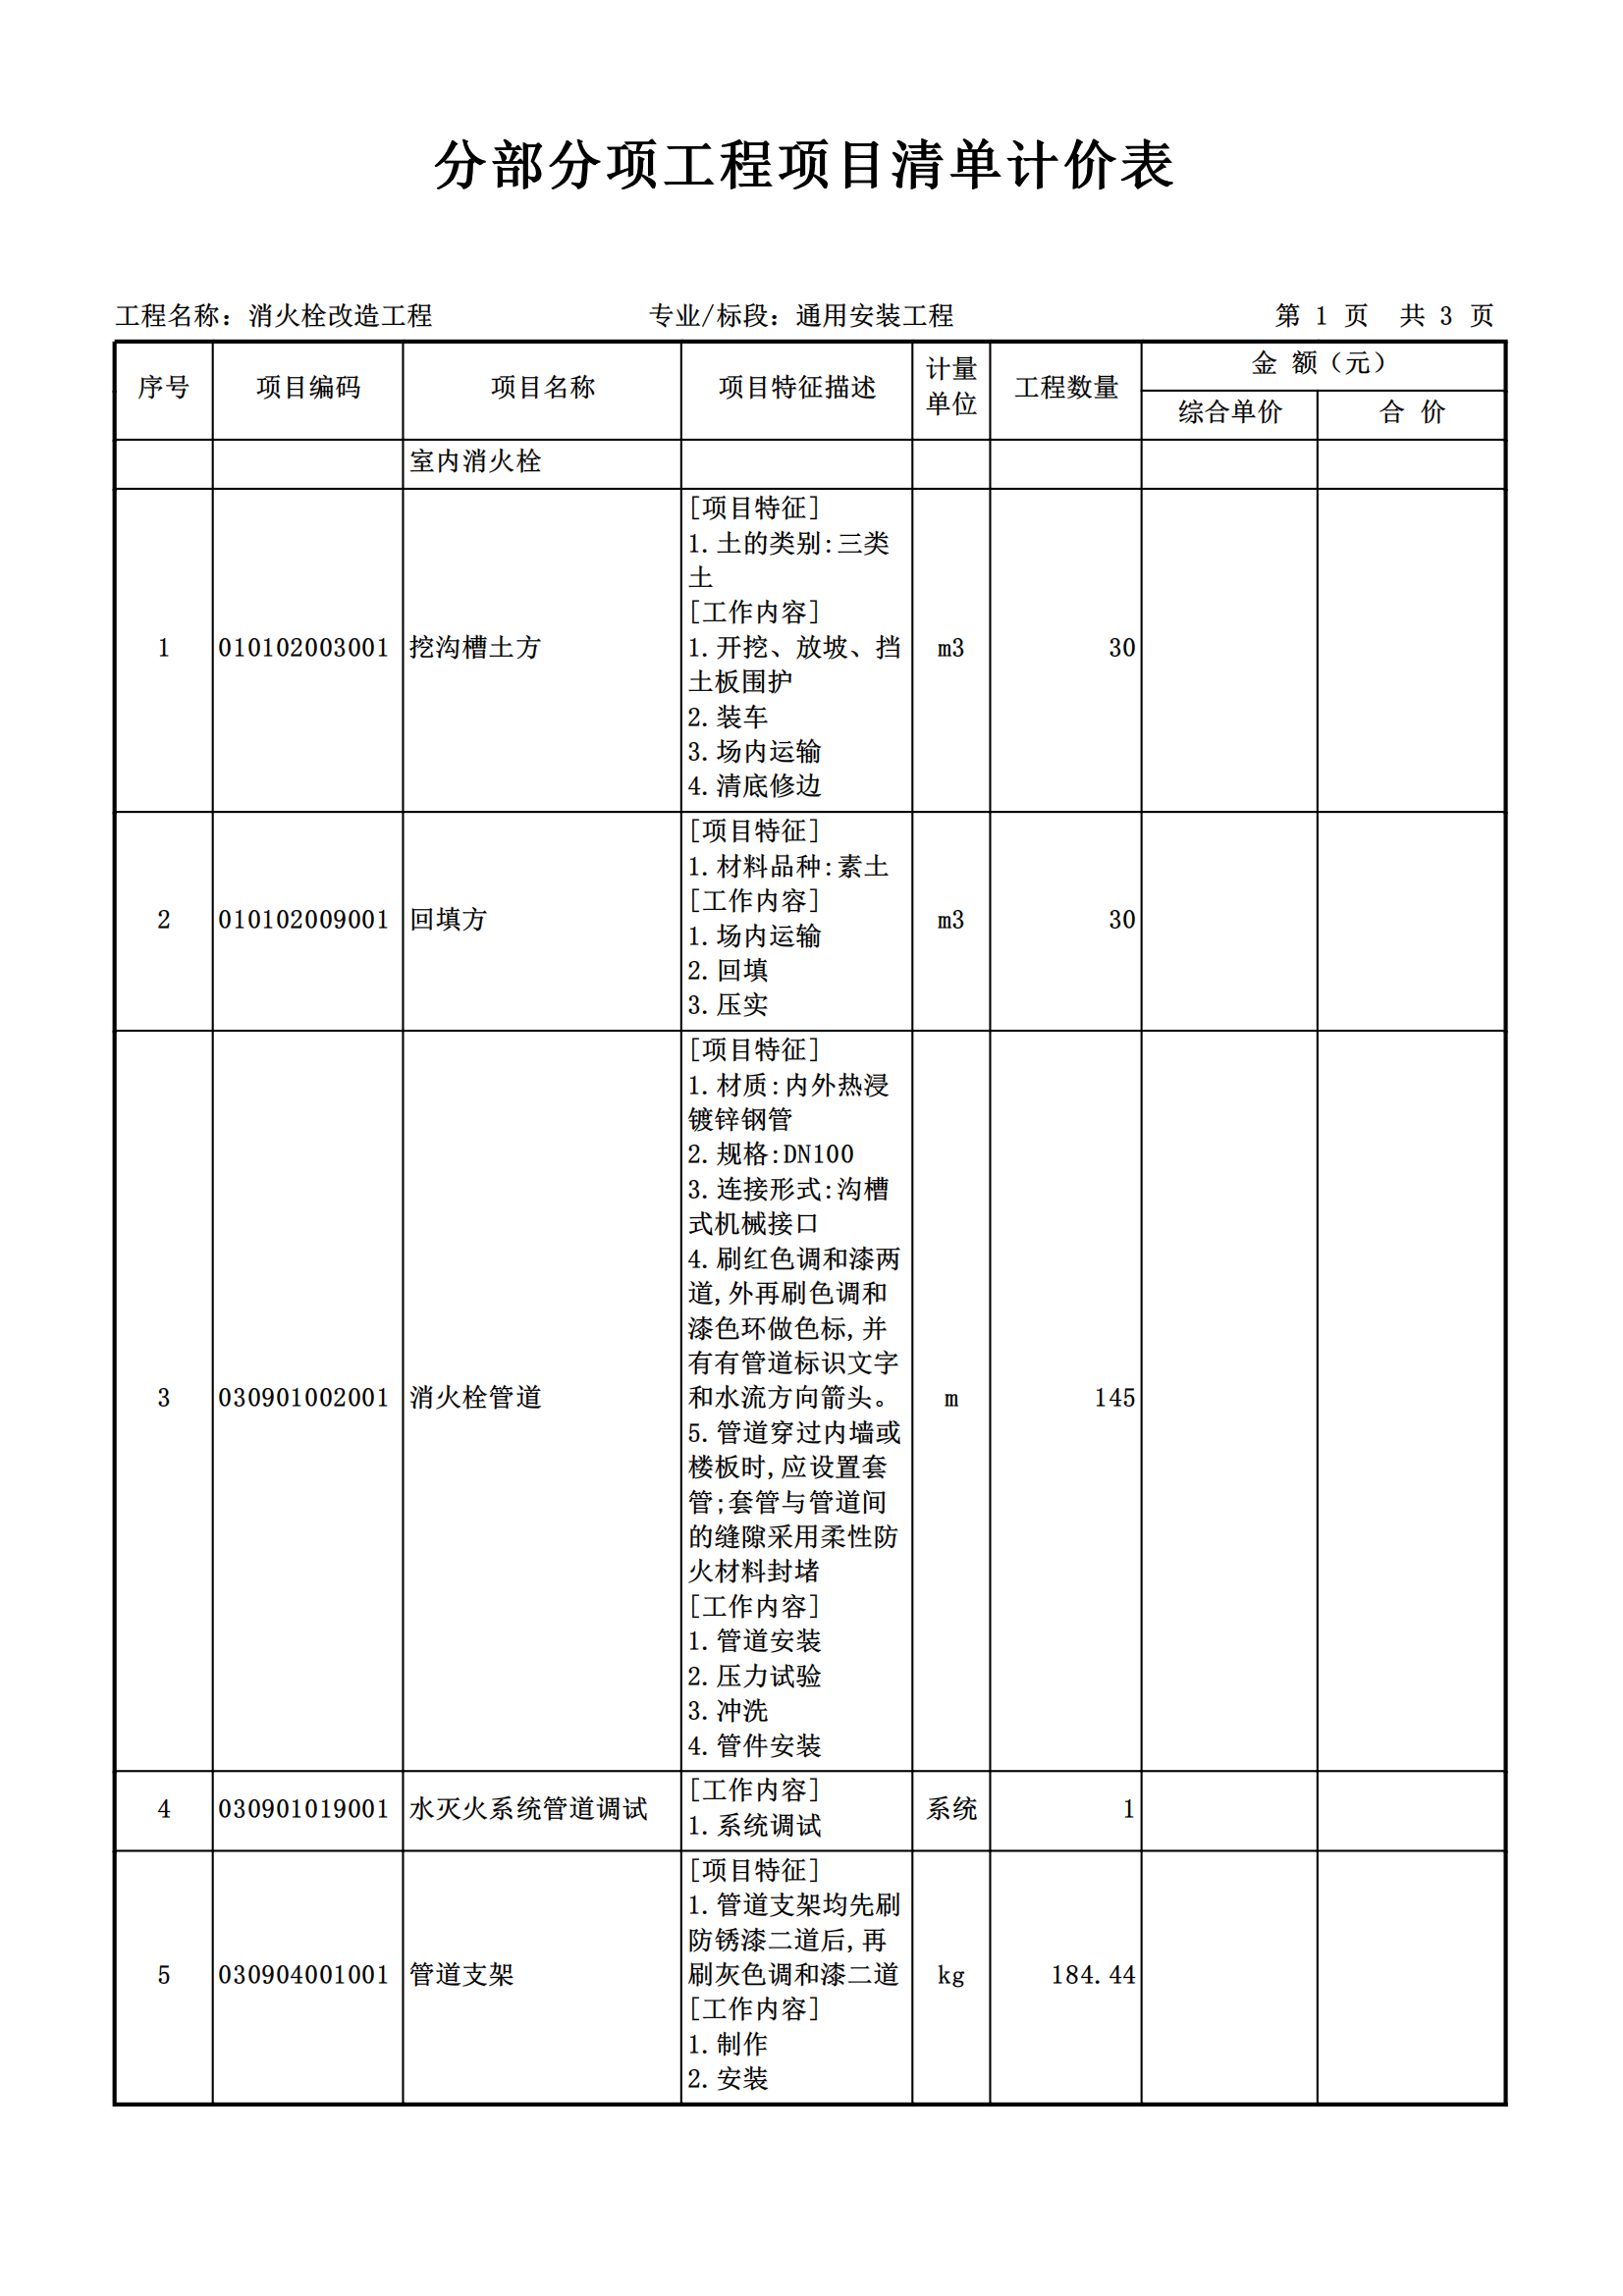 分部分项工程项目清单计价表
工程名称：消火栓改造工程 专业/标段：通用安装工程 第 1 页 共 3 页
序号 项目编码 项目名称 项目特征描述 计量单位 工程数量 金 额（元）
综合单价 合 价
室内消火栓
1 010102003001 挖沟槽土方
[项目特征]
1.土的类别:三类
土
[工作内容]
1.开挖、放坡、挡
土板围护
2.装车
3.场内运输
4.清底修边
m3 30
2 010102009001 回填方
[项目特征]
1.材料品种:素土
[工作内容]
1.场内运输
2.回填
3.压实
m3 30
3 030901002001 消火栓管道
[项目特征]
1.材质:内外热浸
镀锌钢管
2.规格:DN100
3.连接形式:沟槽
式机械接口
4.刷红色调和漆两
道,外再刷色调和
漆色环做色标,并
有有管道标识文字
和水流方向箭头。
5.管道穿过内墙或
楼板时,应设置套
管;套管与管道间
的缝隙采用柔性防
火材料封堵
[工作内容]
1.管道安装
2.压力试验
3.冲洗
4.管件安装
m 145
4 030901019001 水灭火系统管道调试
[工作内容]
1.系统调试
系统 1
5 030904001001 管道支架
[项目特征]
1.管道支架均先刷
防锈漆二道后,再
刷灰色调和漆二道
[工作内容]
1.制作
2.安装
kg 184.44